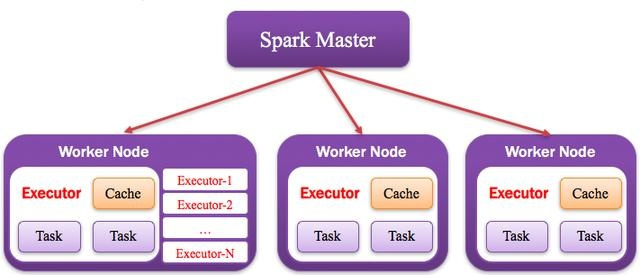 Spark Master
Worker Node
Executor
Cache
Task
Task
Executor-1
Executor-2
...
Executor-N
Worker Node
Executor
Cache
Task
Task
Worker Node
Executor
Cache
Task
Task